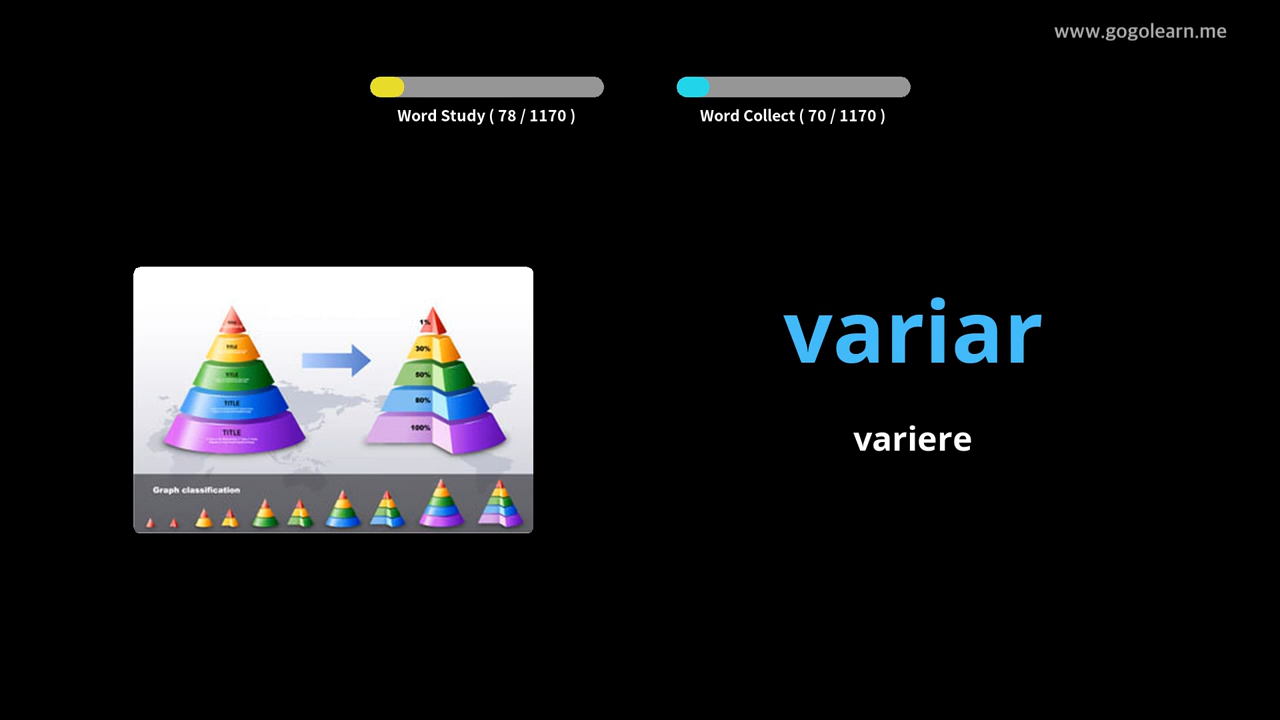 www.gogolearn.me
Word Study ( 78 / 1170 )
Word Collect ( 70 / 1170 )
variar
variere
TITLE
TITLE
TITLE
TITLE
1%
30%
50%
80%
100%
Graph classification